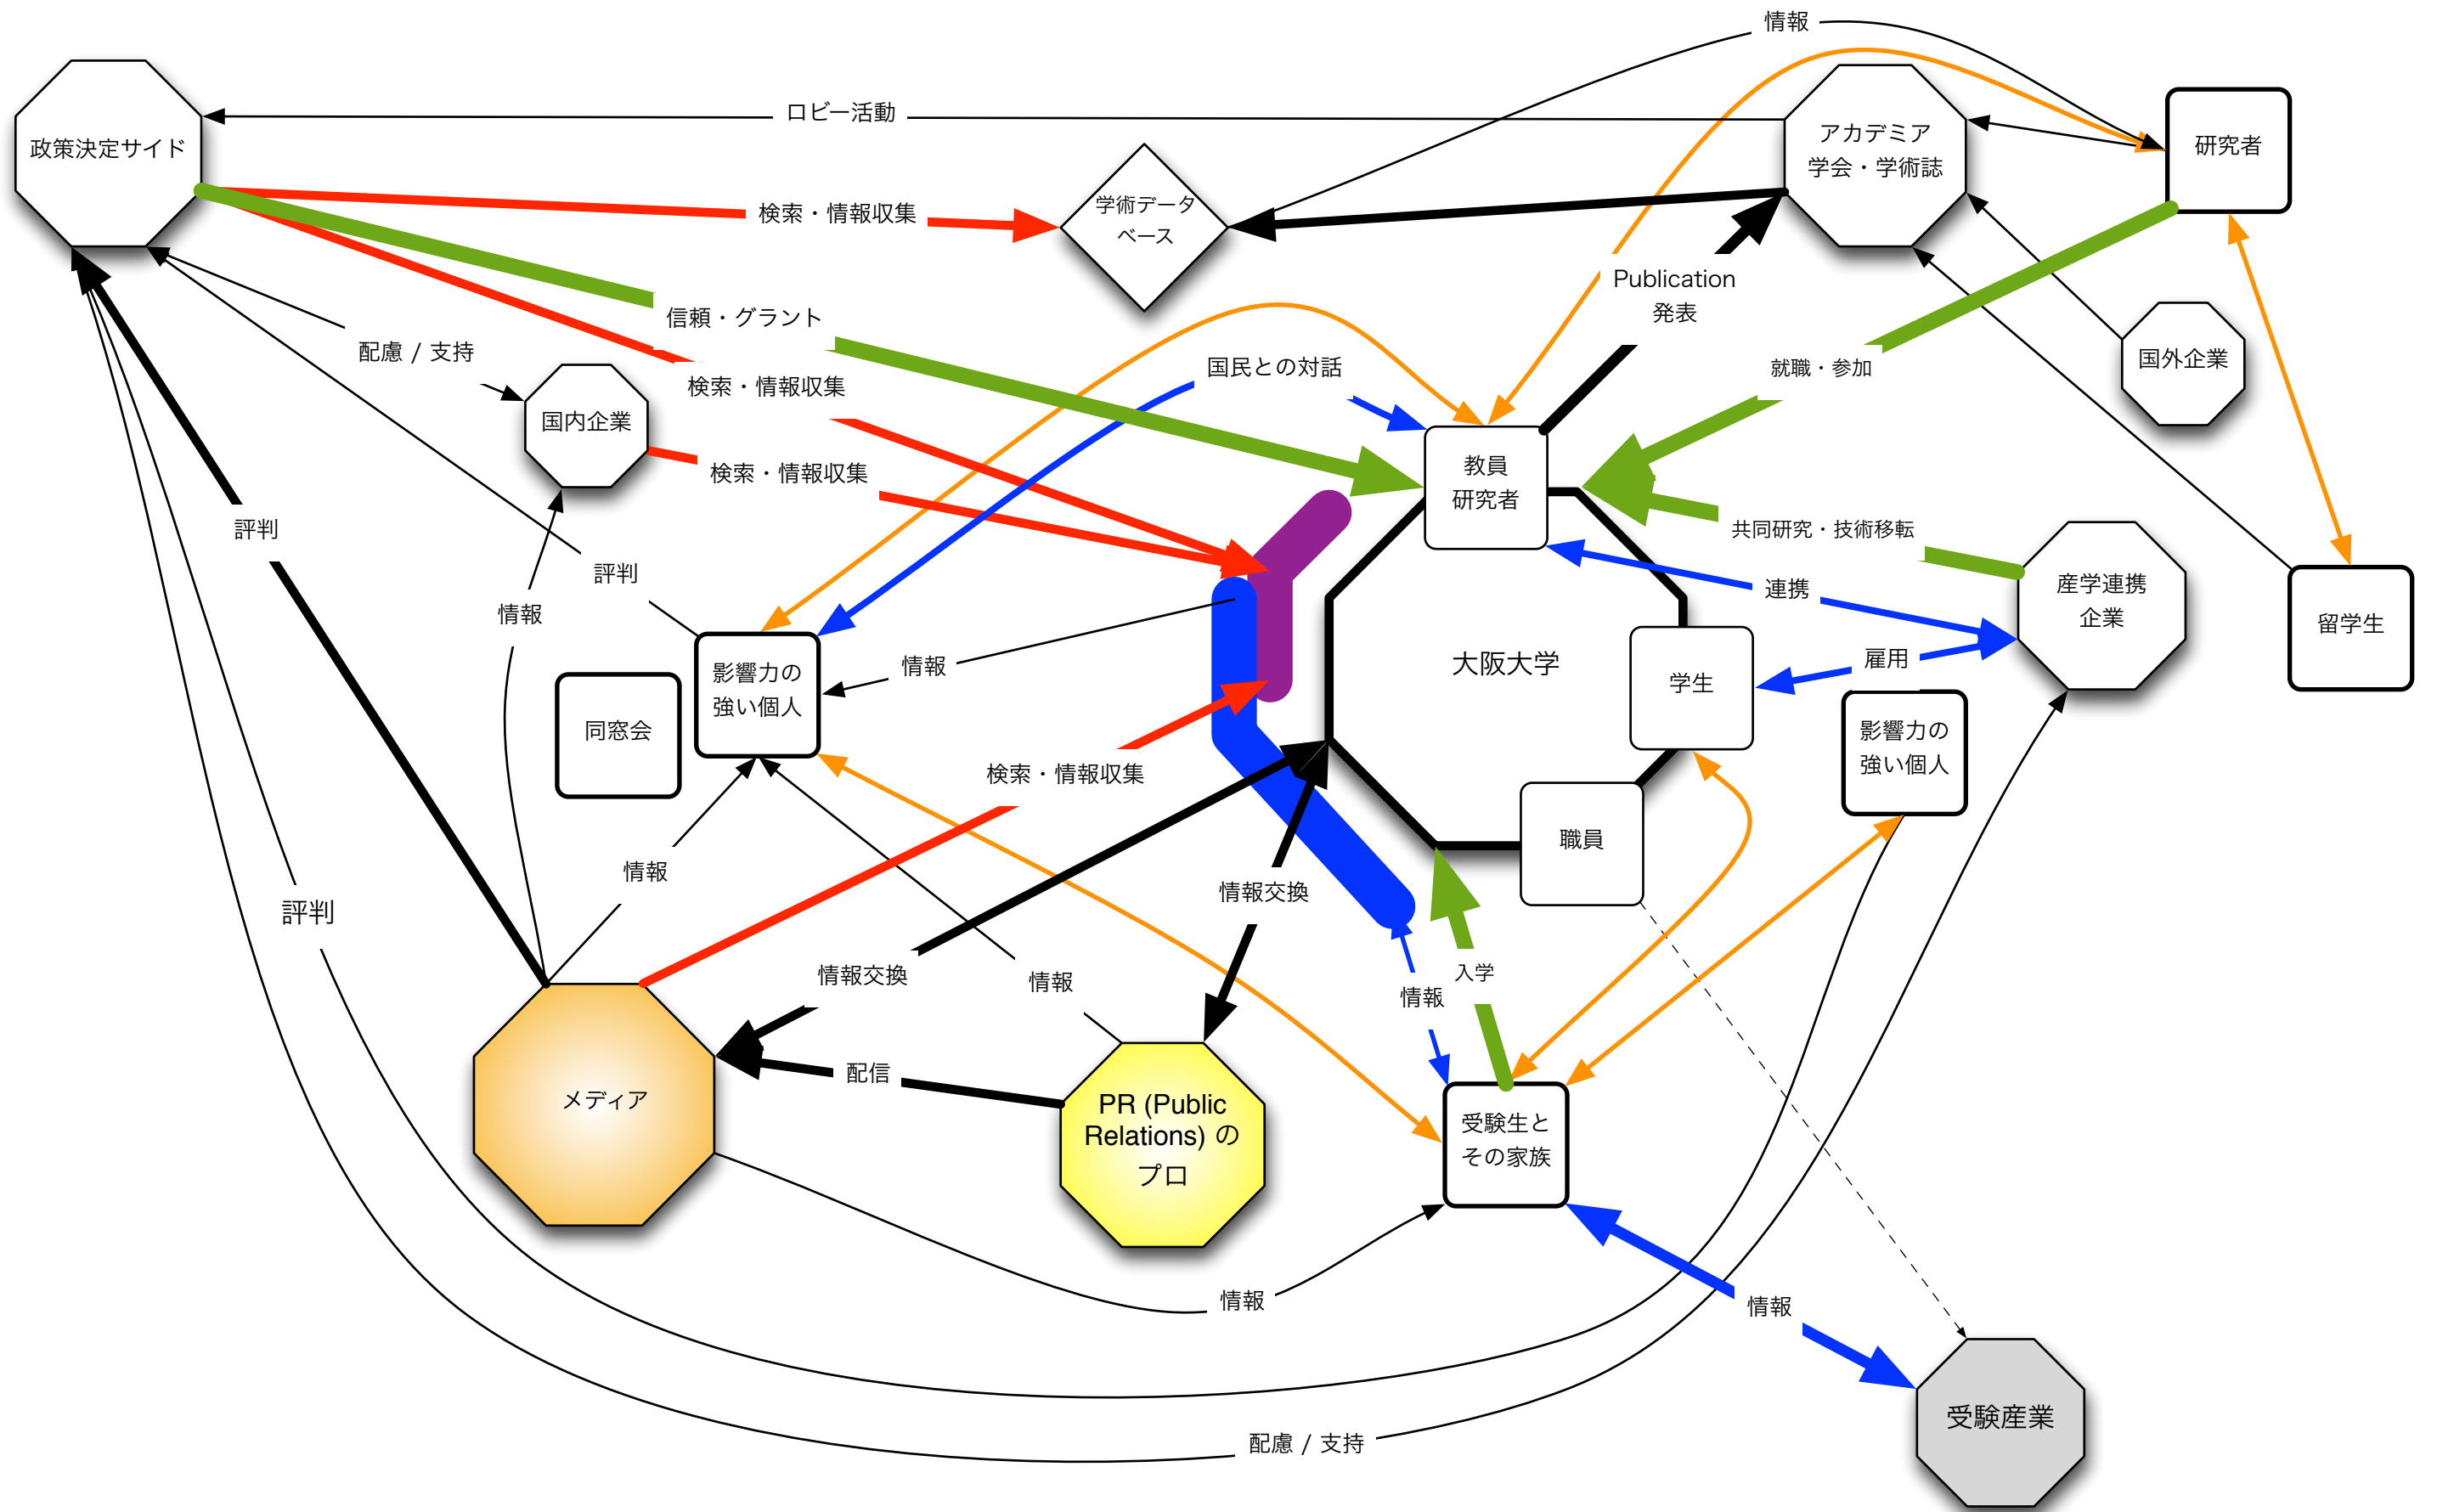 情報
ロビー活動
政策決定サイド
アカデミア
学会・学術誌
研究者
検索・情報収集
学術データ
ベース
Publication
発表
信頼・グラント
配慮 / 支持
検索・情報収集
国民との対話
就職・参加
国外企業
国内企業
検索・情報収集
教員
研究者
評判
共同研究・技術移転
評判
連携
産学連携
企業
情報
留学生
影響力の
強い個人
情報
大阪大学
学生
雇用
同窓会
影響力の
強い個人
検索・情報収集
職員
情報
情報交換
評判
情報交換
情報
入学
情報
配信
メディア
PR (Public
Relations) の
プロ
受験生と
その家族
情報
情報
受験産業
配慮 / 支持